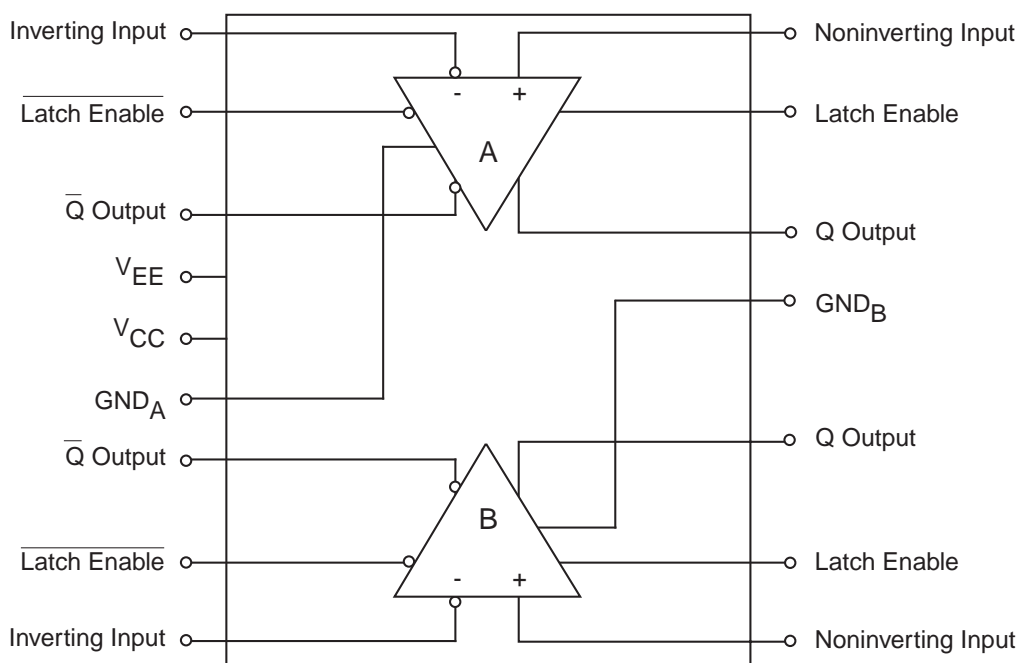 Inverting Input
Noninverting Input
- +
Latch Enable
Latch Enable
A
Q Output
Q Output
VEE
GNDB
VCC
GNDA
Q Output
Q Output
B
Latch Enable
Latch Enable
- +
Inverting Input
Noninverting Input